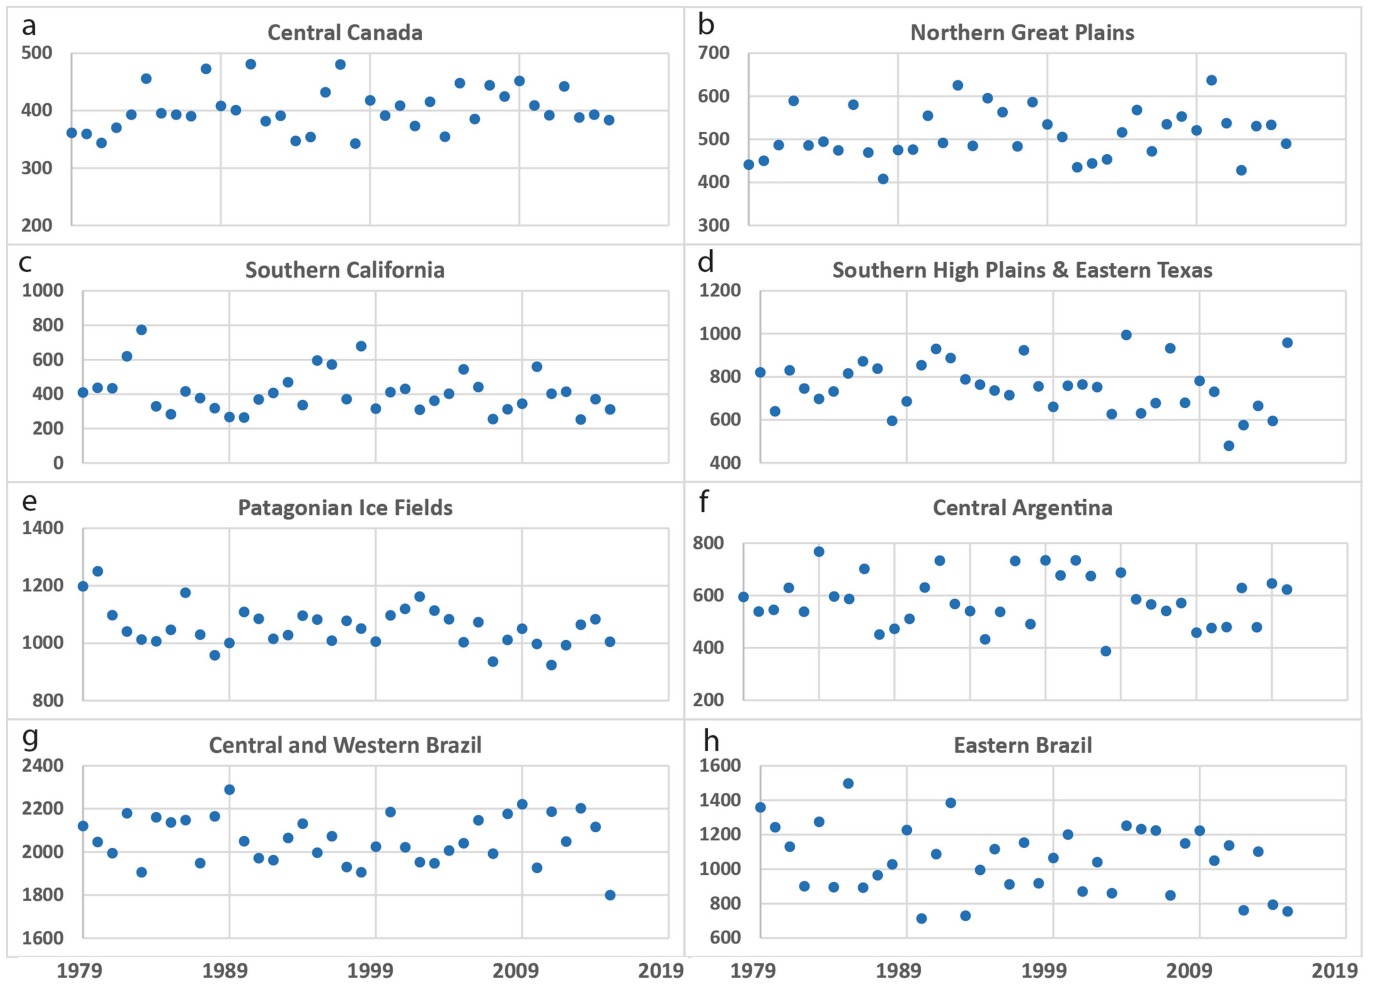 a
Central Canada
500
400
300
200
b
Northern Great Plains
700
600
500
400
300
c
Southern California
1000
800
600
400
200
0
d
Southern High Plains & Eastern Texas
1200
1000
800
600
400
e
Patagonian Ice Fields
1400
1200
1000
800
f
Central Argentina
800
600
400
200
g
Central and Western Brazil
2400
2200
2000
1800
1600
1979 1989 1999 2009 2019
h
Eastern Brazil
1600
1400
1200
1000
800
600
1979 1989 1999 2009 2019